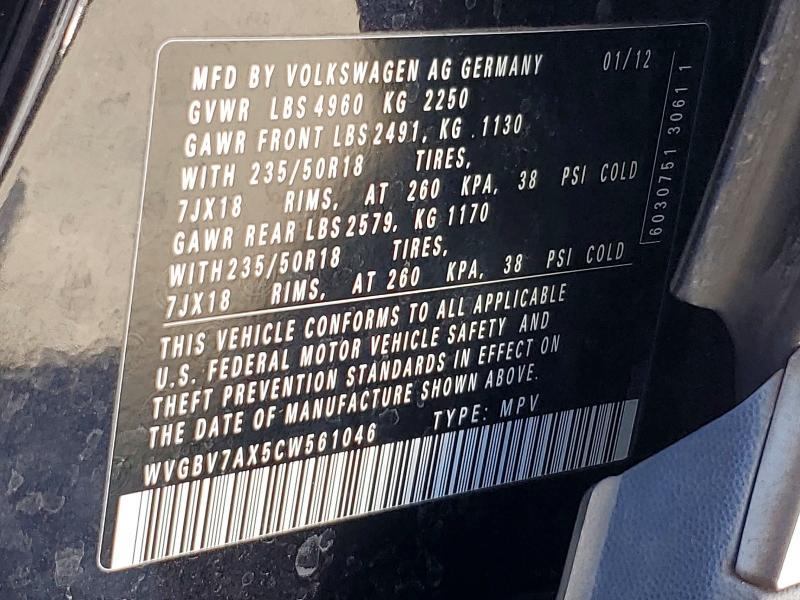 MFD BY VOLKSWAGEN AG GERMANY 01/12
GVWR LBS 4960 KG 2250
GAWR FRONT LBS 2491, KG .1130
WITH 235/50R18 TIRES,
7JX18 RIMS, AT 260 KPA, 38 PSI COLD
GAWR REAR LBS 2579, KG 1170
WITH 235/50R18 TIRES,
7JX18 RIMS, AT 260 KPA, 38 PSI COLD
THIS VEHICLE CONFORMS TO ALL APPLICABLE
U.S. FEDERAL MOTOR VEHICLE SAFETY AND
THEFT PREVENTION STANDARDS IN EFFECT ON
THE DATE OF MANUFACTURE SHOWN ABOVE.
WVGBV7AX5CW561046 TYPE: MPV
6030751 3061 1